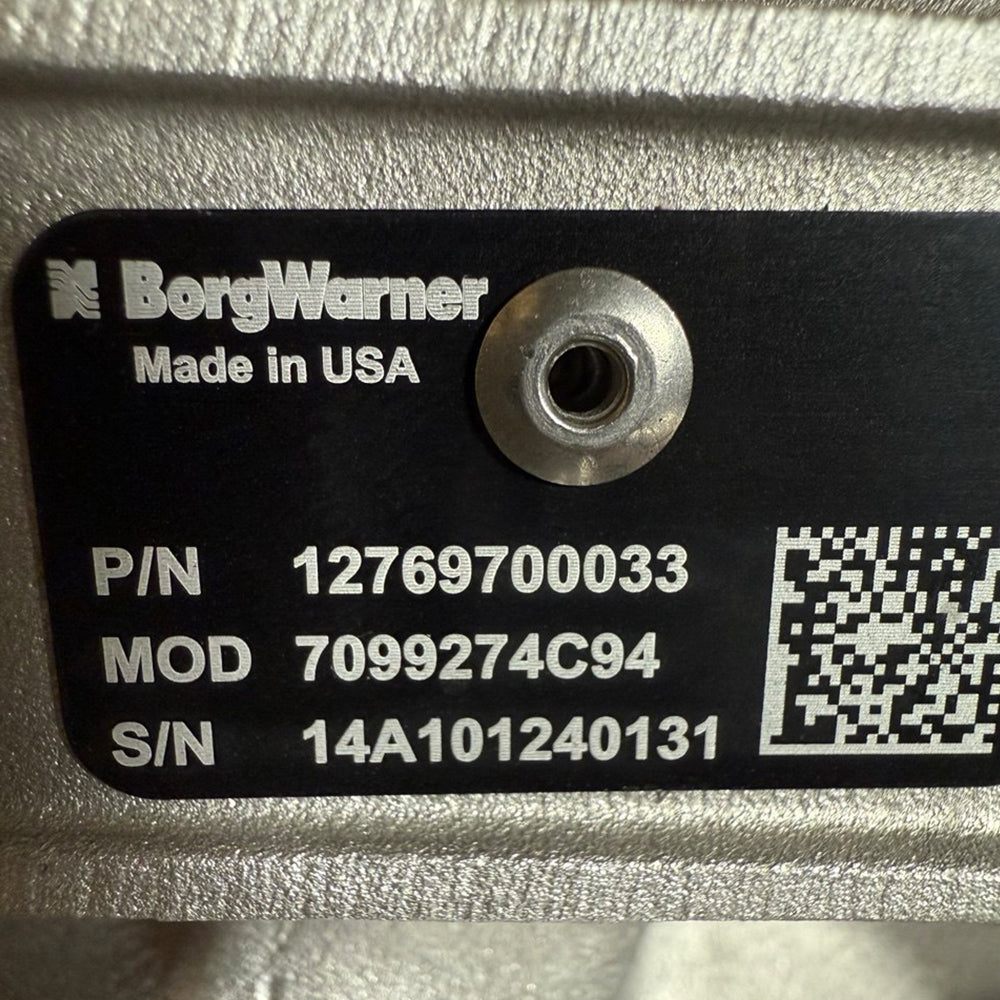 BorgWarner
Made in USA
P/N 12769700033
MOD 7099274C94
S/N 14A101240131